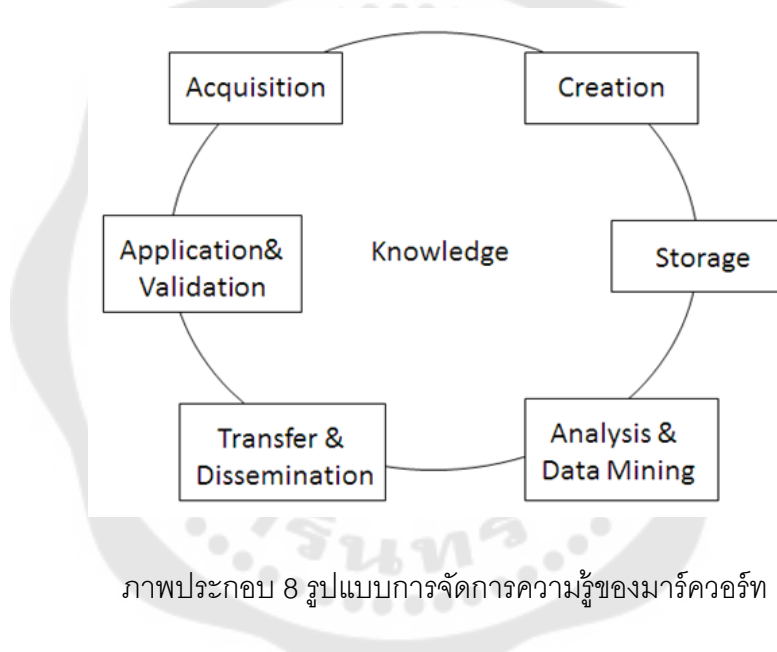 Acquisition
Creation
Application&
Validation
Knowledge
Storage
Transfer &
Dissemination
Analysis &
Data Mining
ภาพประกอบ 8 รูปแบบการจัดการความรู้ของมาร์ควอร์ท